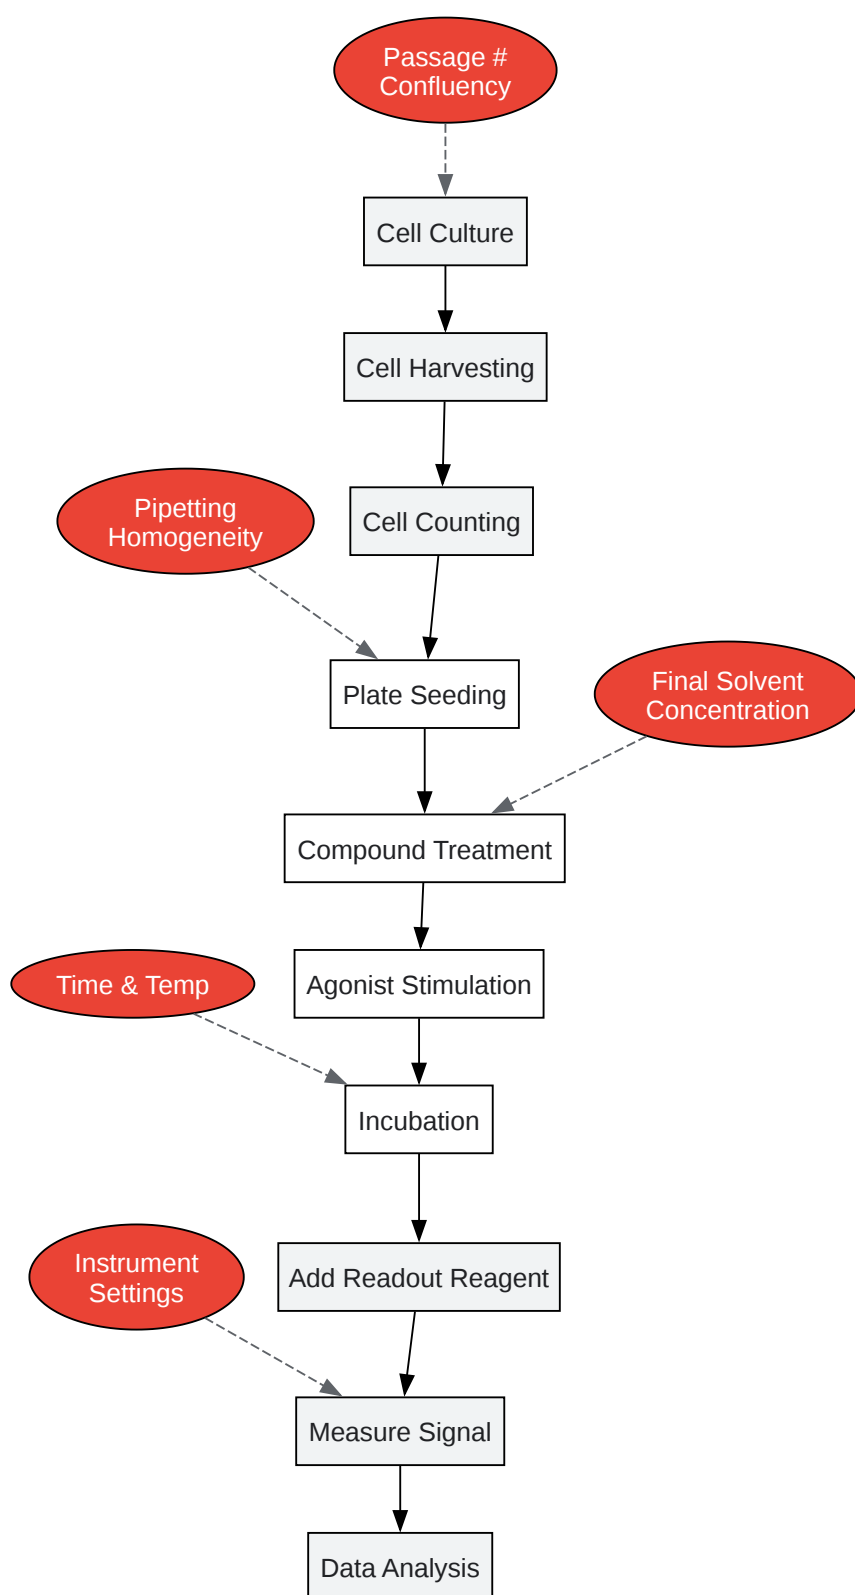 Passage #
Confluency
Cell Culture
Cell Harvesting
Cell Counting
Pipetting
Homogeneity
Plate Seeding
Final Solvent
Concentration
Compound Treatment
Agonist Stimulation
Time & Temp
Incubation
Add Readout Reagent
Instrument
Settings
Measure Signal
Data Analysis